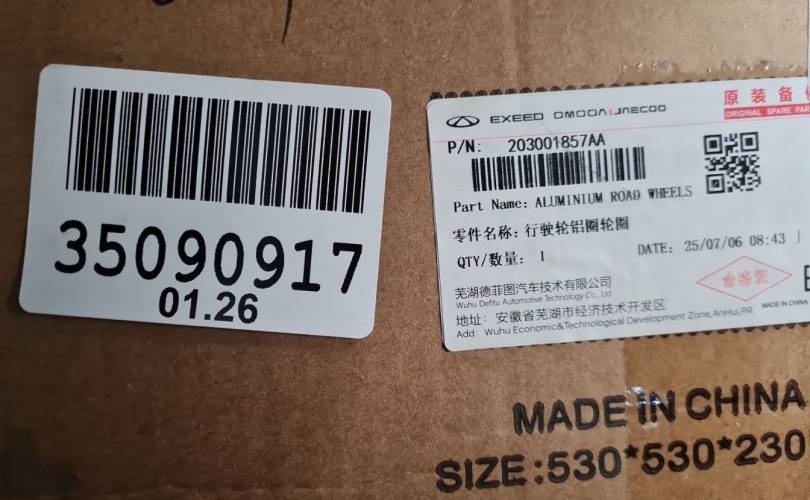 35090917
01.26
EXEED OMODA JAECOO
原装备
ORIGINAL SPARE PAR
P/N: 203001857AA
Part Name: ALUMINIUM ROAD WHEELS
零件名称: 行驶轮铝圈轮圈
QTY/数量: 1
DATE: 25/07/06 08:43
合格证
芜湖德菲图汽车技术有限公司
Wuhu Defitu Automotive Technology Co., Ltd
MADE IN CHINA
地址: 安徽省芜湖市经济技术开发区
Add: Wuhu Economic&Technological Development Zone,AnHui,PR
MADE IN CHINA
SIZE:530*530*230